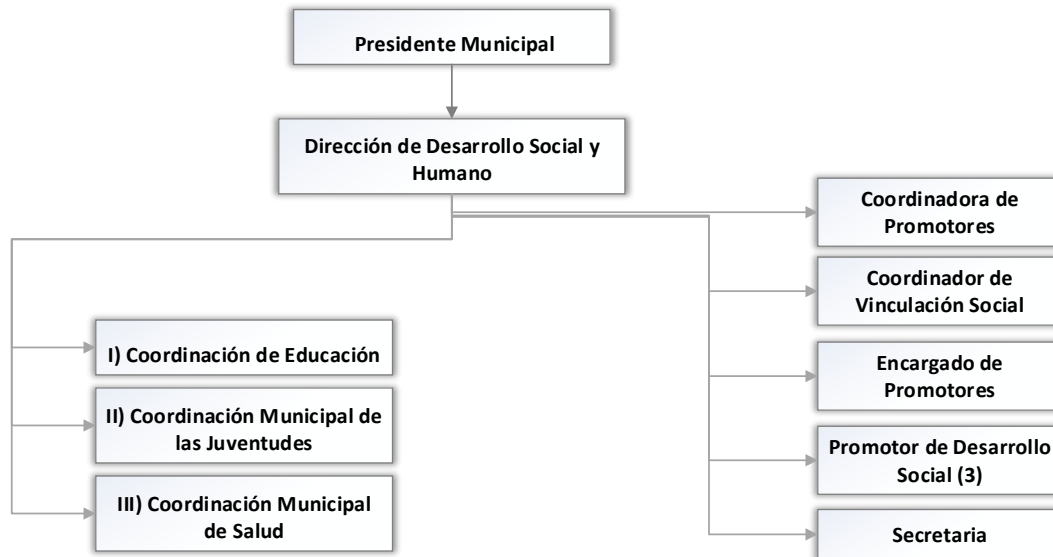 Presidente Municipal
Dirección de Desarrollo Social y
Humano
I) Coordinación de Educación
II) Coordinación Municipal de
las Juventudes
III) Coordinación Municipal
de Salud
Coordinadora de
Promotores
Coordinador de
Vinculación Social
Encargado de
Promotores
Promotor de Desarrollo
Social (3)
Secretaria